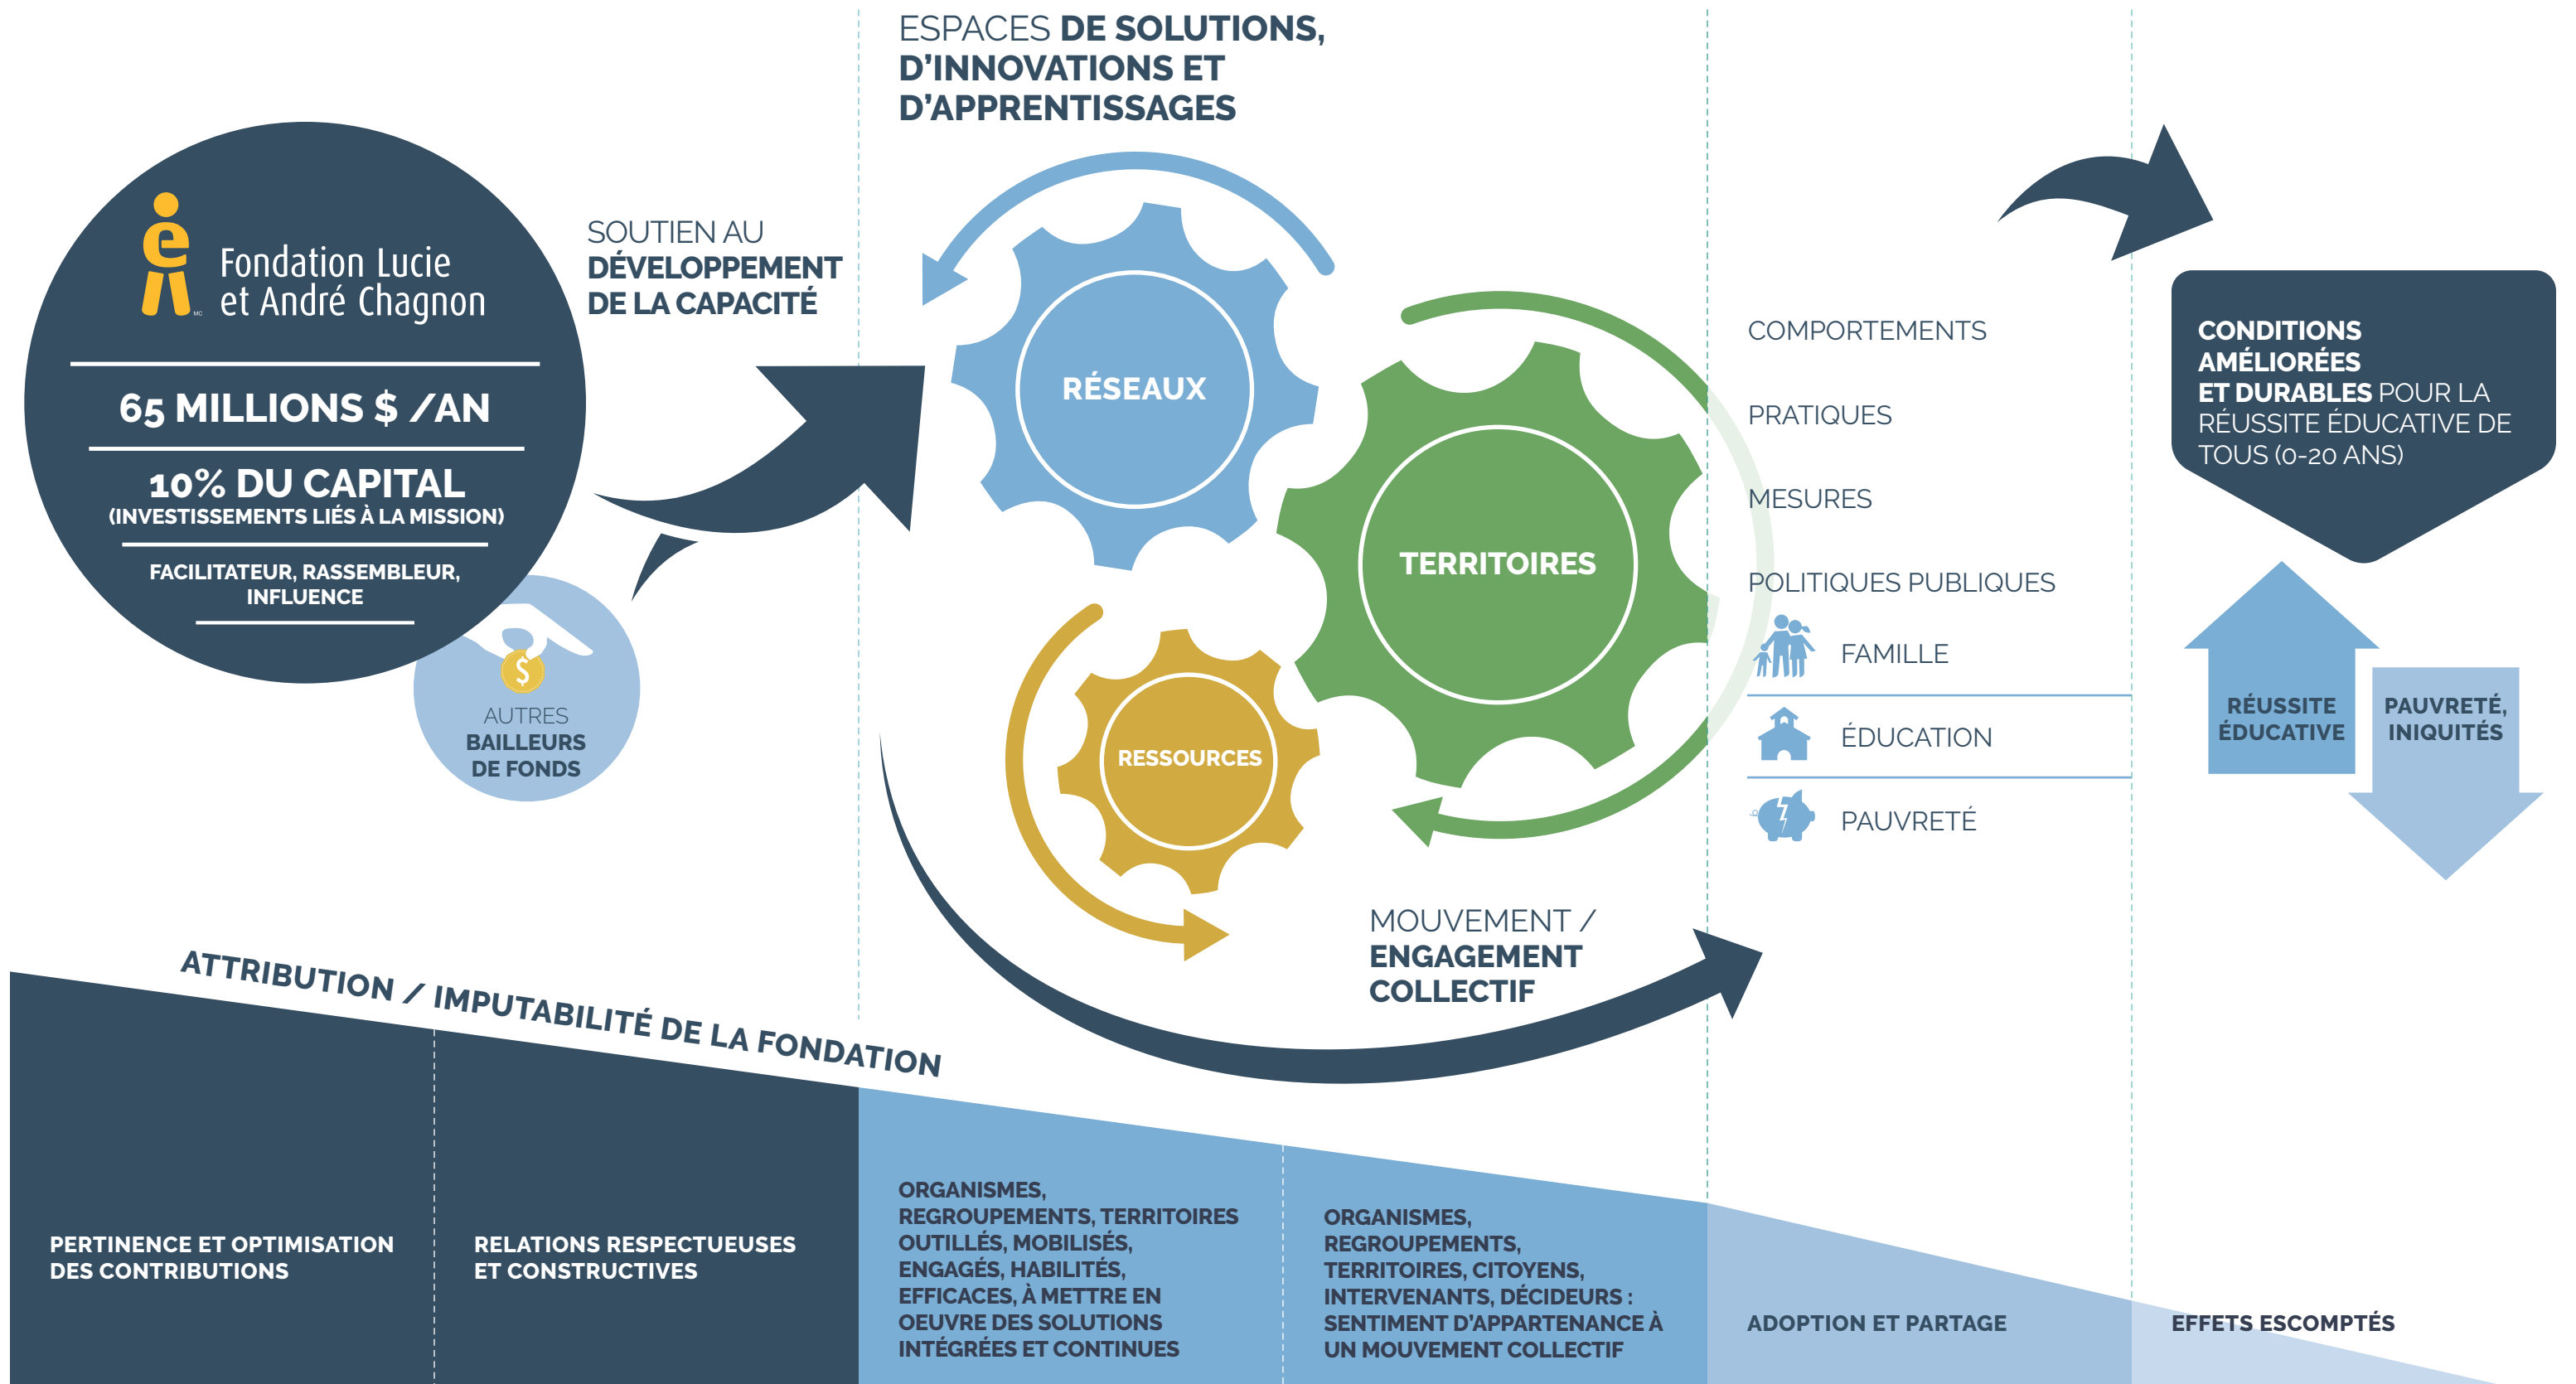 Fondation Lucie
et André Chagnon
MC
65 MILLIONS $ /AN
10% DU CAPITAL
(INVESTISSEMENTS LIÉS À LA MISSION)
FACILITATEUR, RASSEMBLEUR,
INFLUENCE
$
AUTRES
BAILLEURS
DE FONDS
SOUTIEN AU
DÉVELOPPEMENT
DE LA CAPACITÉ
ESPACES DE SOLUTIONS,
D’INNOVATIONS ET
D’APPRENTISSAGES
RÉSEAUX
TERRITOIRES
RESSOURCES
MOUVEMENT /
ENGAGEMENT
COLLECTIF
COMPORTEMENTS
PRATIQUES
MESURES
POLITIQUES PUBLIQUES
FAMILLE
ÉDUCATION
PAUVRETÉ
CONDITIONS
AMÉLIORÉES
ET DURABLES POUR LA
RÉUSSITE ÉDUCATIVE DE
TOUS (0-20 ANS)
RÉUSSITE
ÉDUCATIVE
PAUVRETÉ,
INIQUITÉS
ATTRIBUTION / IMPUTABILITÉ DE LA FONDATION
PERTINENCE ET OPTIMISATION
DES CONTRIBUTIONS
RELATIONS RESPECTUEUSES
ET CONSTRUCTIVES
ORGANISMES,
REGROUPEMENTS, TERRITOIRES
OUTILLÉS, MOBILISÉS,
ENGAGÉS, HABILITÉS,
EFFICACES, À METTRE EN
OEUVRE DES SOLUTIONS
INTÉGRÉES ET CONTINUES
ORGANISMES,
REGROUPEMENTS,
TERRITOIRES, CITOYENS,
INTERVENANTS, DÉCIDEURS :
SENTIMENT D’APPARTENANCE À
UN MOUVEMENT COLLECTIF
ADOPTION ET PARTAGE
EFFETS ESCOMPTÉS